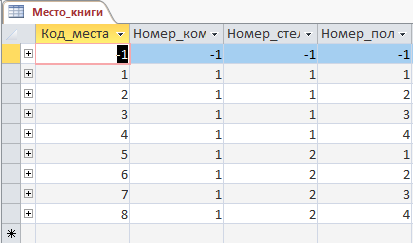 Место_книги
Код_места Номер_ком Номер_стел Номер_пол
-1 -1 -1 -1
1 1 1 1
2 1 1 2
3 1 1 3
4 1 1 4
5 1 2 1
6 1 2 2
7 1 2 3
8 1 2 4